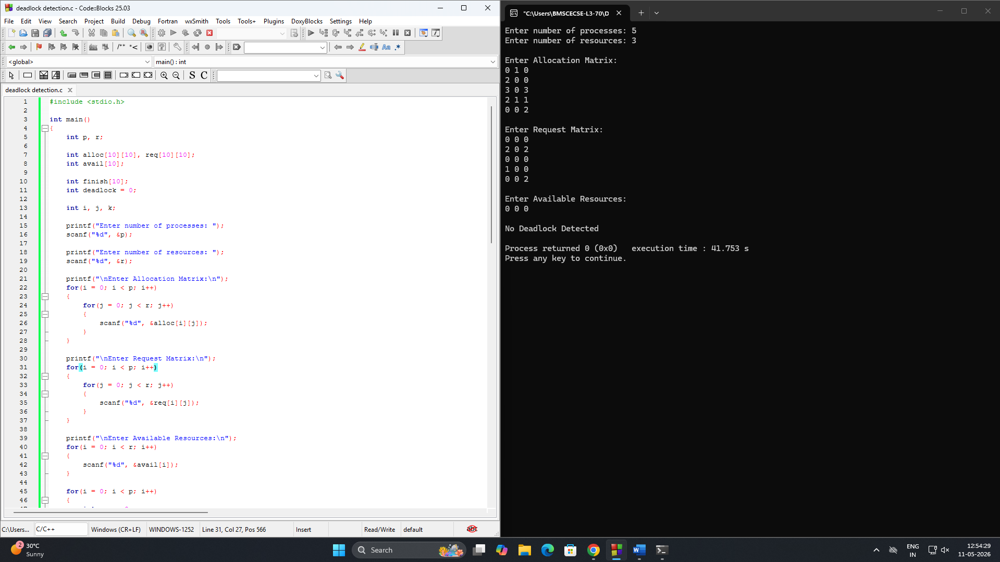 deadlock detection.c - Code::Blocks 25.03
File Edit View Search Project Build Debug Fortran wxSmith Tools Tools+ Plugins DoxyBlocks Settings Help
/** *<
Aa .*
<global>
main() : int
S C
deadlock detection.c
1 #include <stdio.h>
2
3 int main()
4 {
5 int p, r;
6
7 int alloc[10][10], req[10][10];
8 int avail[10];
9
10 int finish[10];
11 int deadlock = 0;
12
13 int i, j, k;
14
15 printf("Enter number of processes: ");
16 scanf("%d", &p);
17
18 printf("Enter number of resources: ");
19 scanf("%d", &r);
20
21 printf("\nEnter Allocation Matrix:\n");
22 for(i = 0; i < p; i++)
23 {
24 for(j = 0; j < r; j++)
25 {
26 scanf("%d", &alloc[i][j]);
27 }
28 }
29
30 printf("\nEnter Request Matrix:\n");
31 for(i = 0; i < p; i++)
32 {
33 for(j = 0; j < r; j++)
34 {
35 scanf("%d", &req[i][j]);
36 }
37 }
38
39 printf("\nEnter Available Resources:\n");
40 for(i = 0; i < r; i++)
41 {
42 scanf("%d", &avail[i]);
43 }
44
45 for(i = 0; i < p; i++)
46 {
C:\Users... C/C++ Windows (CR+LF) WINDOWS-1252 Line 31, Col 27, Pos 566 Insert Read/Write default abc
"C:\Users\BMSCECSE-L3-70\D
Enter number of processes: 5
Enter number of resources: 3
Enter Allocation Matrix:
0 1 0
2 0 0
3 0 3
2 1 1
0 0 2
Enter Request Matrix:
0 0 0
2 0 2
0 0 0
1 0 0
0 0 2
Enter Available Resources:
0 0 0
No Deadlock Detected
Process returned 0 (0x0) execution time : 41.753 s
Press any key to continue.
2
30°C
Sunny
Search
ENG
IN
12:54:29
11-05-2026